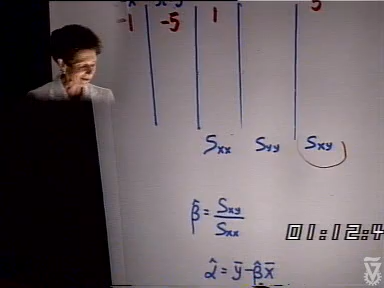 -1 -5 1 5
Sxx Syy Sxy
β̂ = Sxy / Sxx
01:12:4
α̂ = ȳ - β̂x̄